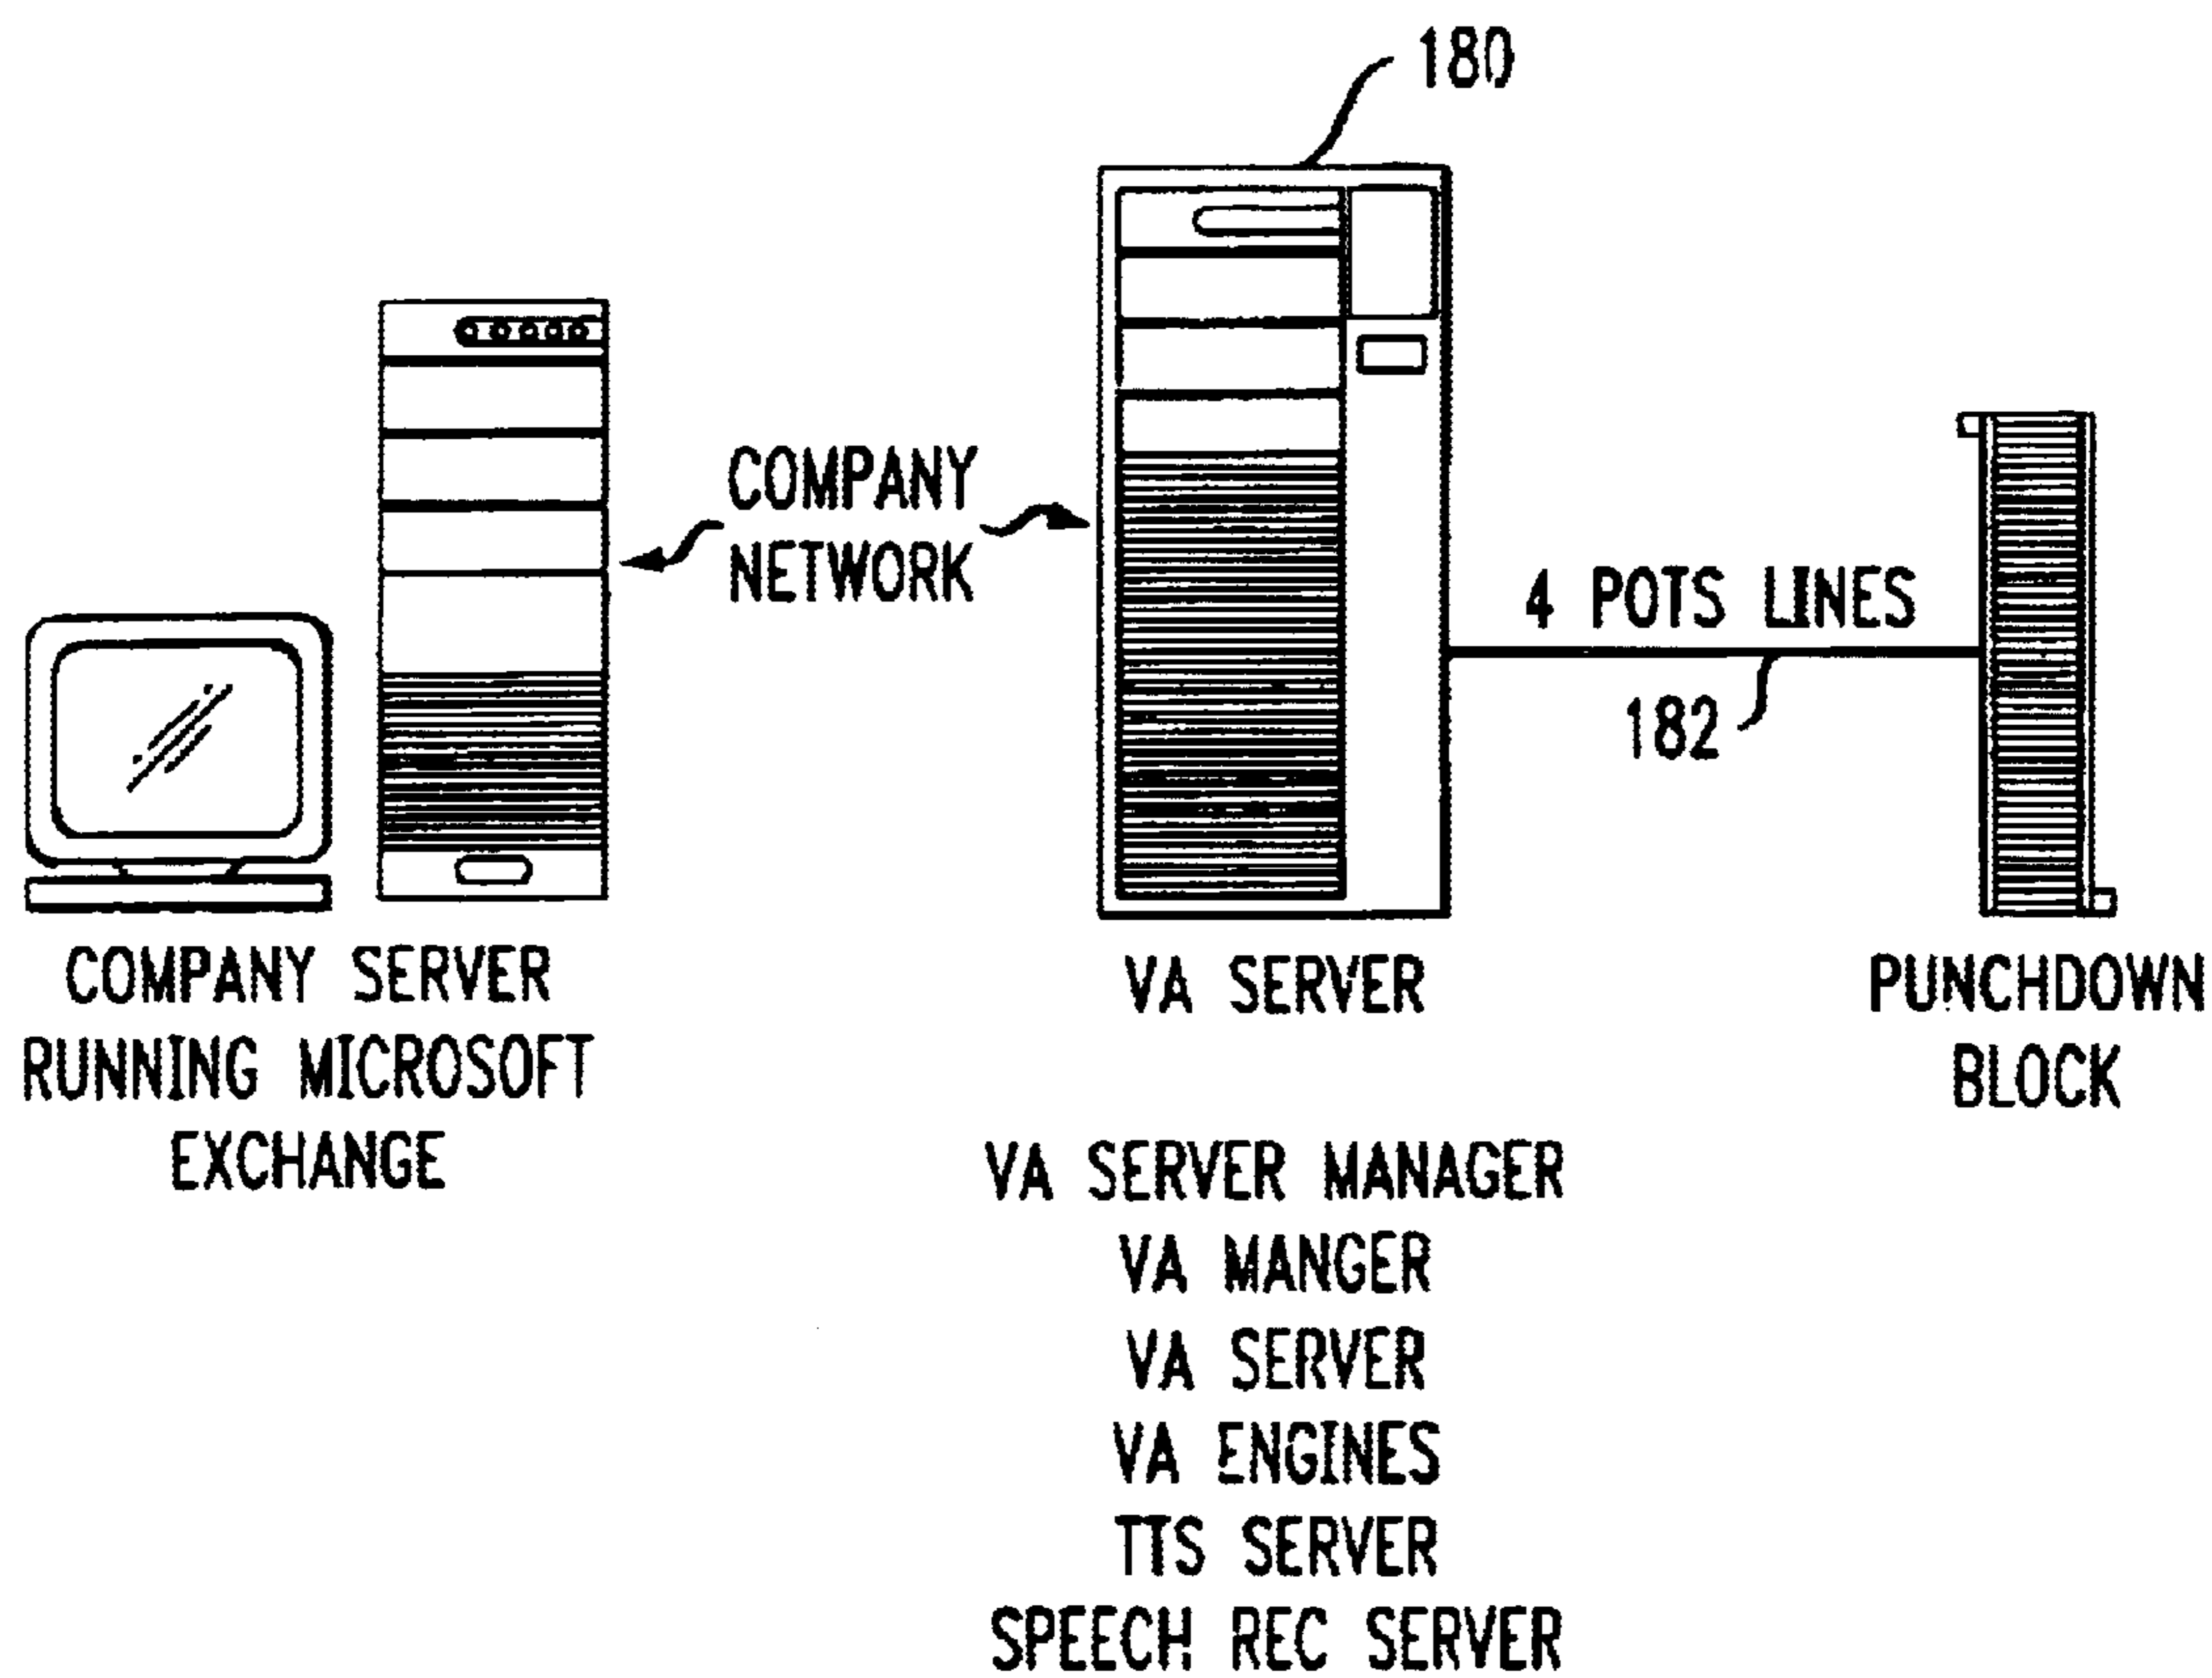 180
COMPANY
NETWORK
4 POTS LINES
182
COMPANY SERVER
RUNNING MICROSOFT
EXCHANGE
VA SERVER
PUNCHDOWN
BLOCK
VA SERVER MANAGER
VA MANGER
VA SERVER
VA ENGINES
TTS SERVER
SPEECH REC SERVER